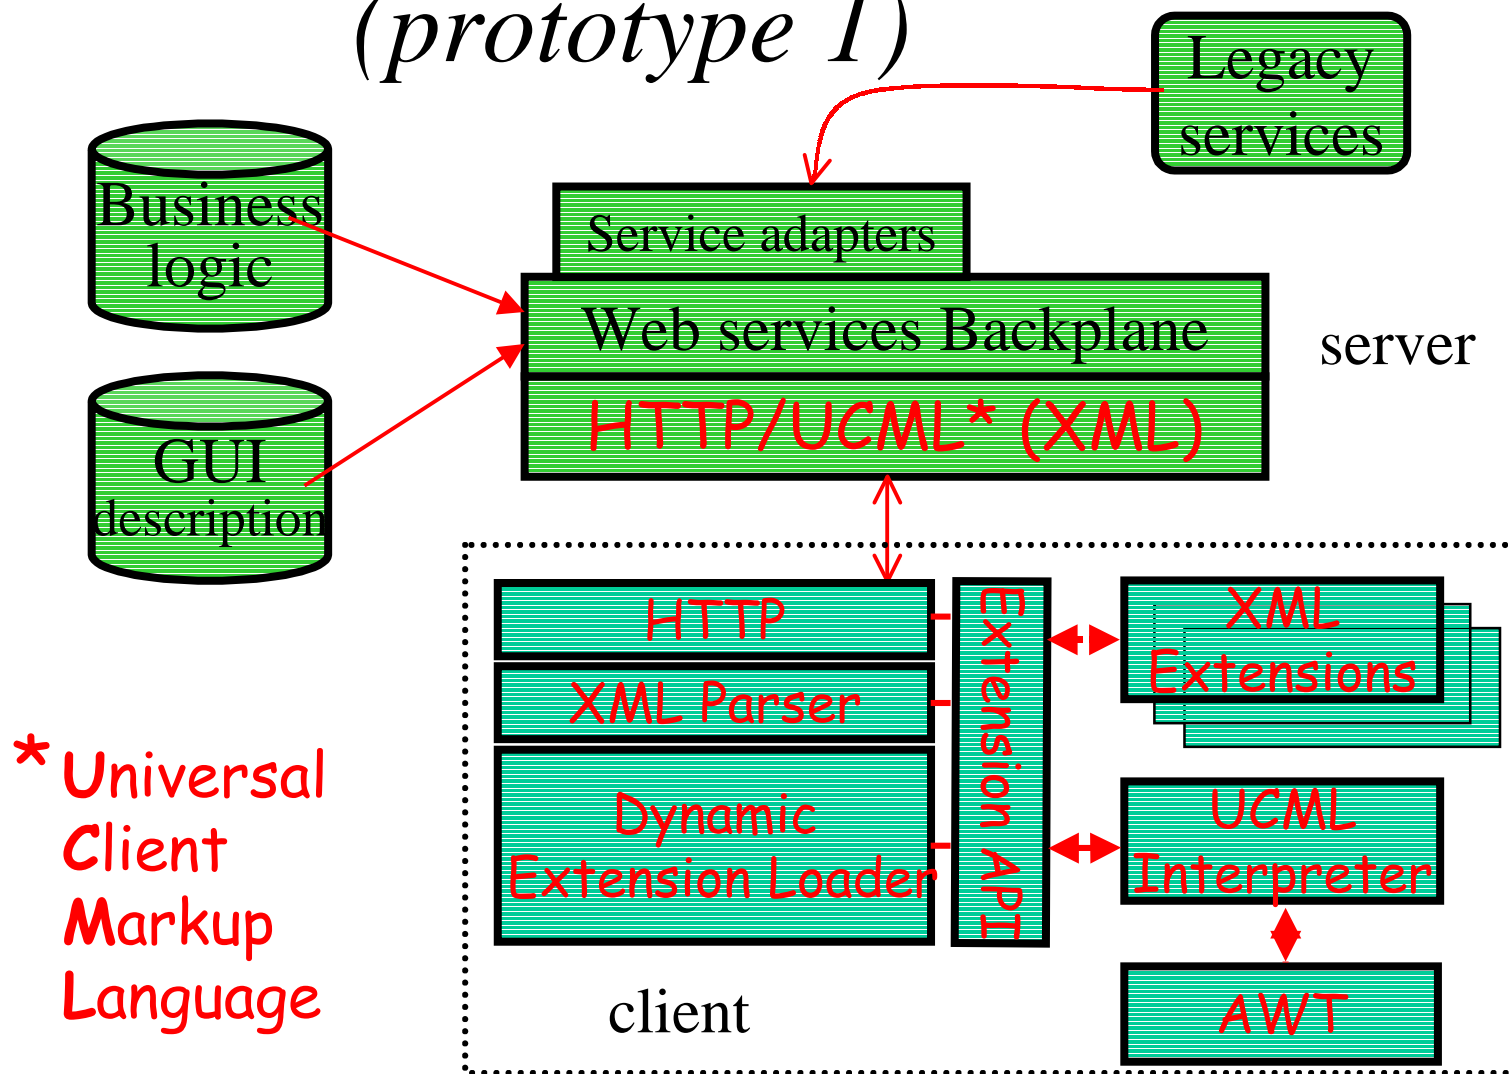 (prototype 1)
Legacy
services
Business
logic
Service adapters
Web services Backplane
server
HTTP/UCML* (XML)
GUI
description
HTTP
XML Parser
Dynamic
Extension Loader
Extension API
XML
Extensions
UCML
Interpreter
AWT
client
* Universal
Client
Markup
Language